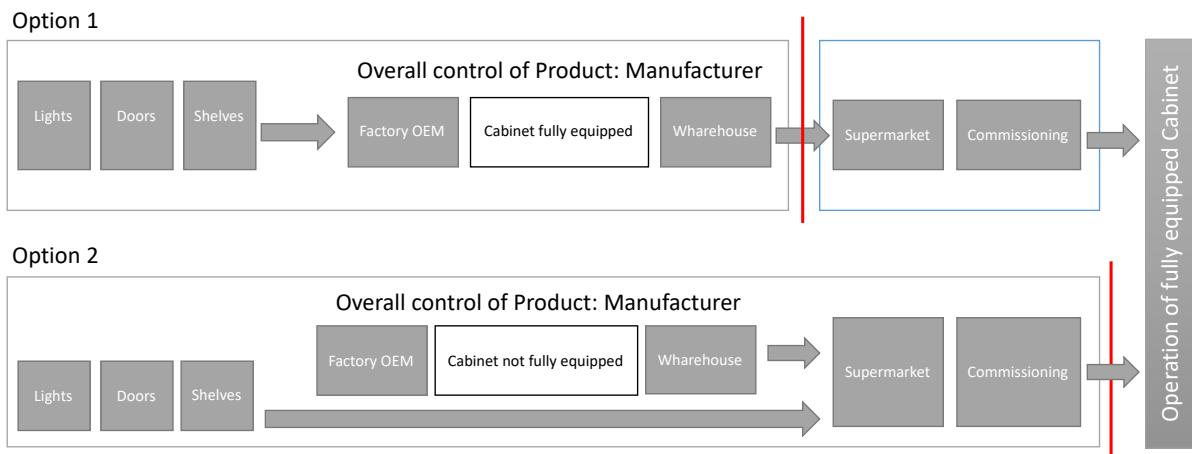 Option 1
Overall control of Product: Manufacturer
Lights
Doors
Shelves
Factory OEM
Cabinet fully equipped
Wharehouse
Supermarket
Commissioning
Option 2
Overall control of Product: Manufacturer
Factory OEM
Cabinet not fully equipped
Wharehouse
Lights
Doors
Shelves
Supermarket
Commissioning
Operation of fully equipped Cabinet